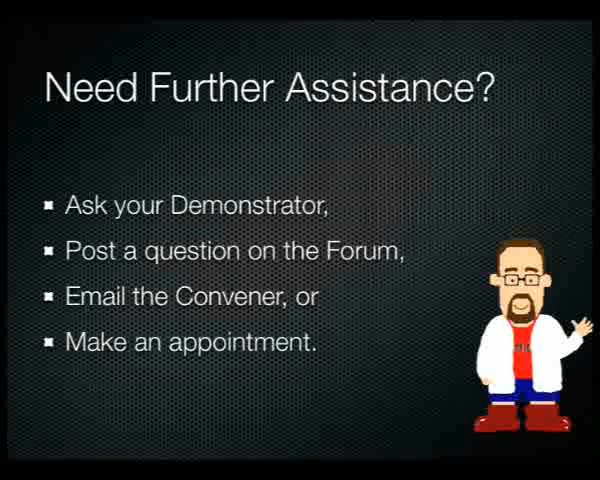 Need Further Assistance?
Ask your Demonstrator,
Post a question on the Forum,
Email the Convener, or
Make an appointment.